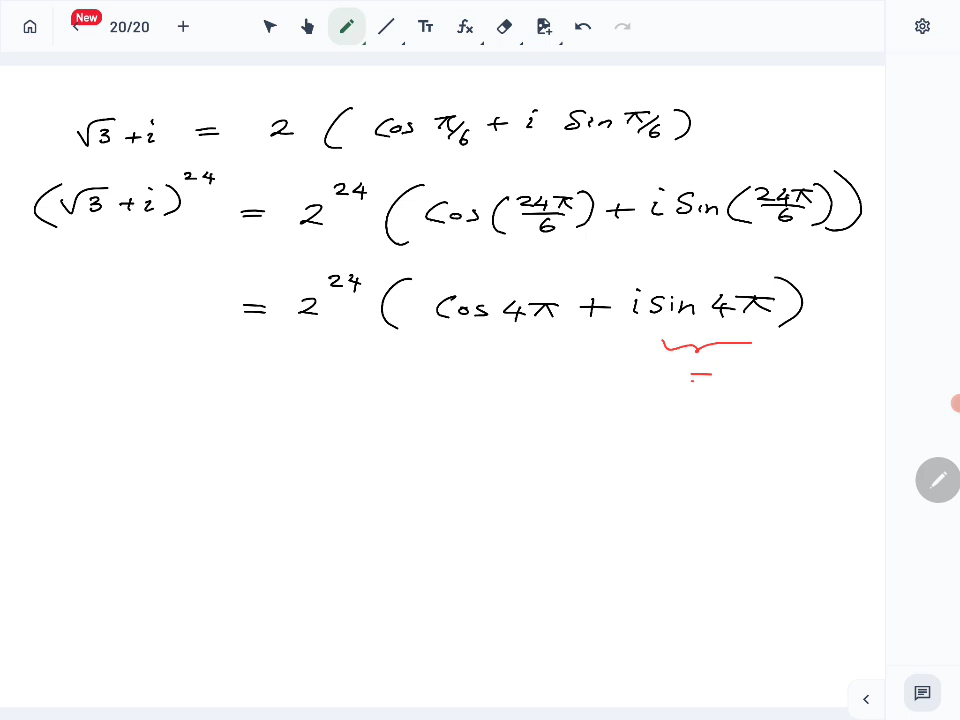 New
20/20
√3 + i = 2 ( Cos π/6 + i Sin π/6 )
(√3 + i)^24 = 2^24 ( Cos (24π/6) + i Sin (24π/6) )
= 2^24 ( Cos 4π + i sin 4π )
=